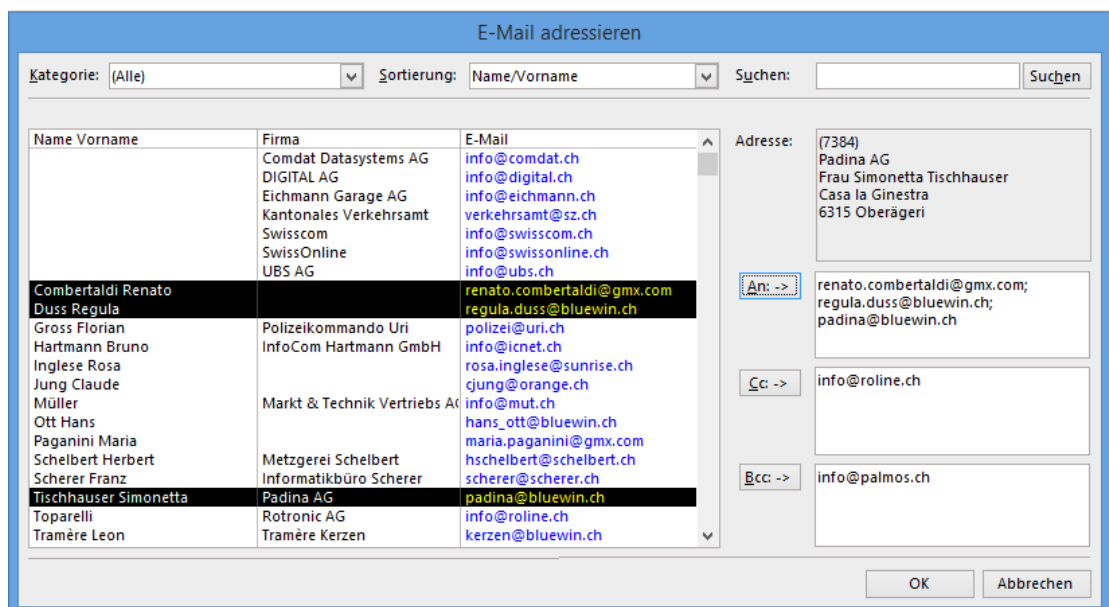 E-Mail adressieren
Kategorie: (Alle) Sortierung: Name/Vorname Suchen: Suchen
Name Vorname Firma E-Mail
Comdat Datasystems AG info@comdat.ch
DIGITAL AG info@digital.ch
Eichmann Garage AG info@eichmann.ch
Kantonales Verkehrsamt verkehrsamt@sz.ch
Swisscom info@swisscom.ch
SwissOnline info@swissonline.ch
UBS AG info@ubs.ch
Combertaldi Renato renato.combertaldi@gmx.com
Duss Regula regula.duss@bluewin.ch
Gross Florian Polizeikommando Uri polizei@uri.ch
Hartmann Bruno InfoCom Hartmann GmbH info@icnet.ch
Inglese Rosa rosa.inglese@sunrise.ch
Jung Claude cjung@orange.ch
Müller Markt & Technik Vertriebs AG info@mut.ch
Ott Hans hans_ott@bluewin.ch
Paganini Maria maria.paganini@gmx.com
Schelbert Herbert Metzgerei Schelbert hschelbert@schelbert.ch
Scherer Franz Informatikbüro Scherer scherer@scherer.ch
Tischhauser Simonetta Padina AG padina@bluewin.ch
Toparelli Rotronic AG info@roline.ch
Tramère Leon Tramère Kerzen kerzen@bluewin.ch
Adresse: (7384)
Padina AG
Frau Simonetta Tischhauser
Casa la Ginestra
6315 Oberägeri
An: -> renato.combertaldi@gmx.com;
regula.duss@bluewin.ch;
padina@bluewin.ch
Cc: -> info@roline.ch
Bcc: -> info@palmos.ch
OK Abbrechen